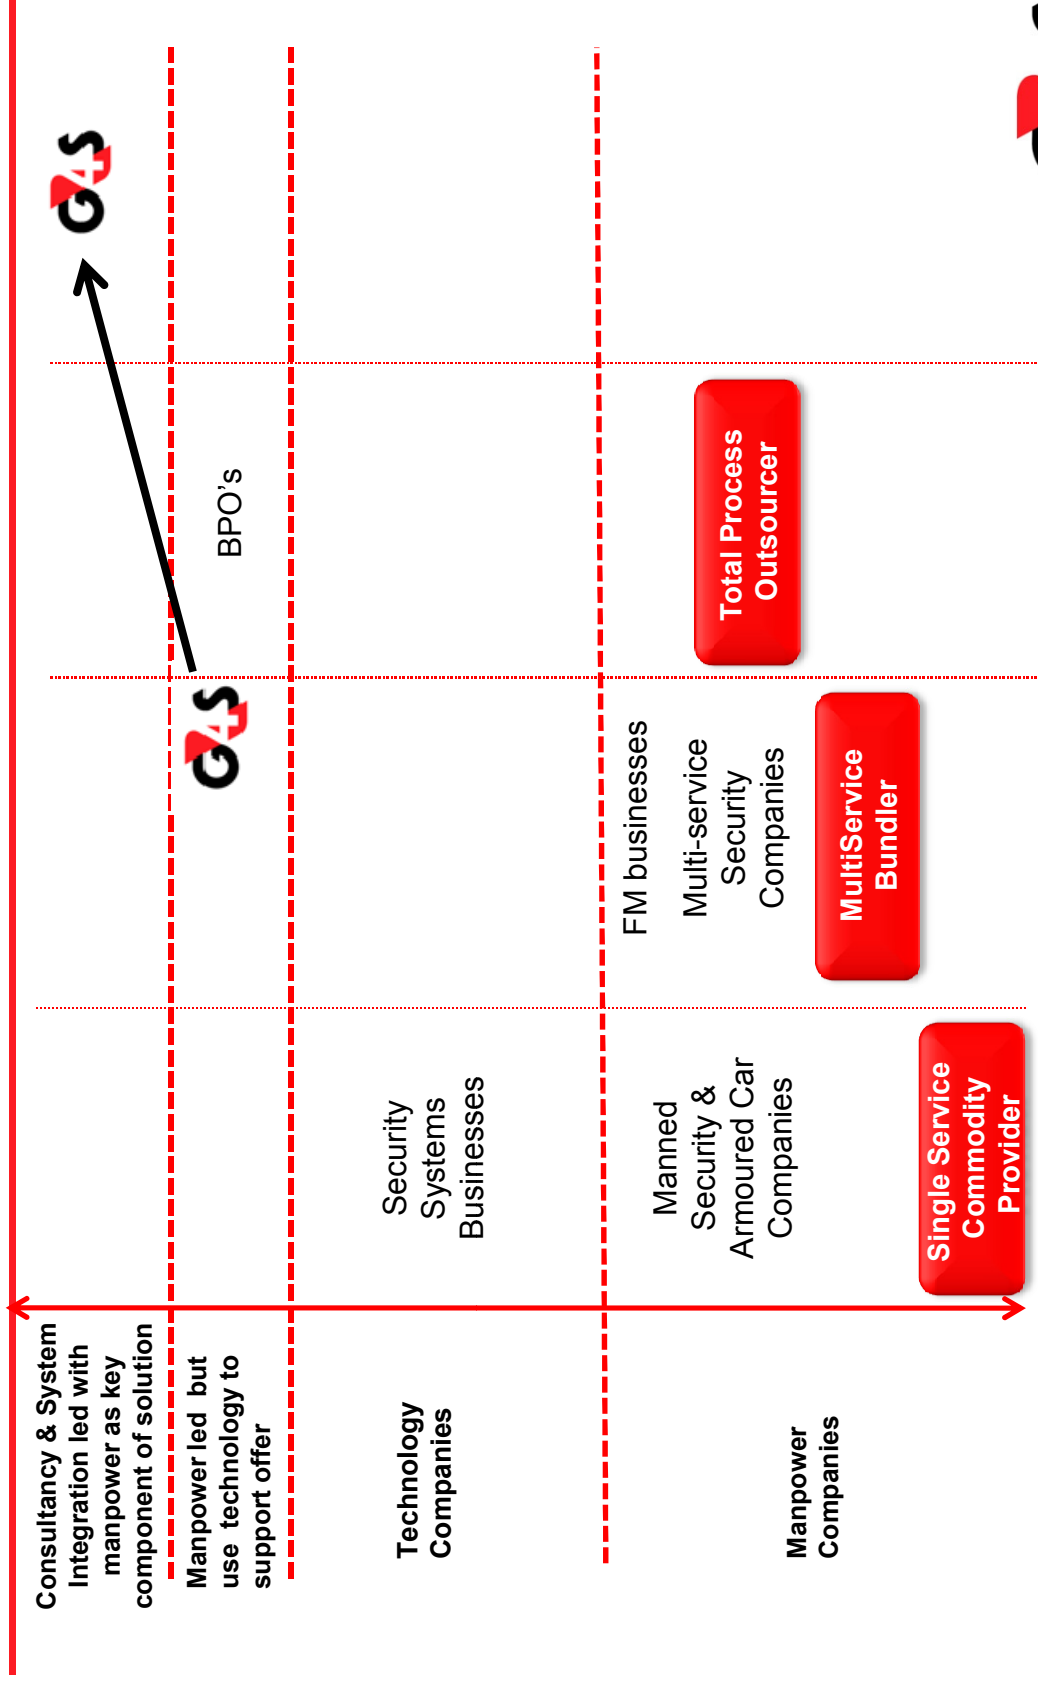 Consultancy & System
Integration led with
manpower as key
component of solution
G4S
Manpower led but
use technology to
support offer
G4S
BPO's
Technology
Companies
Security
Systems
Businesses
Manpower
Companies
Manned
Security &
Armoured Car
Companies
FM businesses
Multi-service
Security
Companies
Total Process
Outsourcer
MultiService
Bundler
Single Service
Commodity
Provider